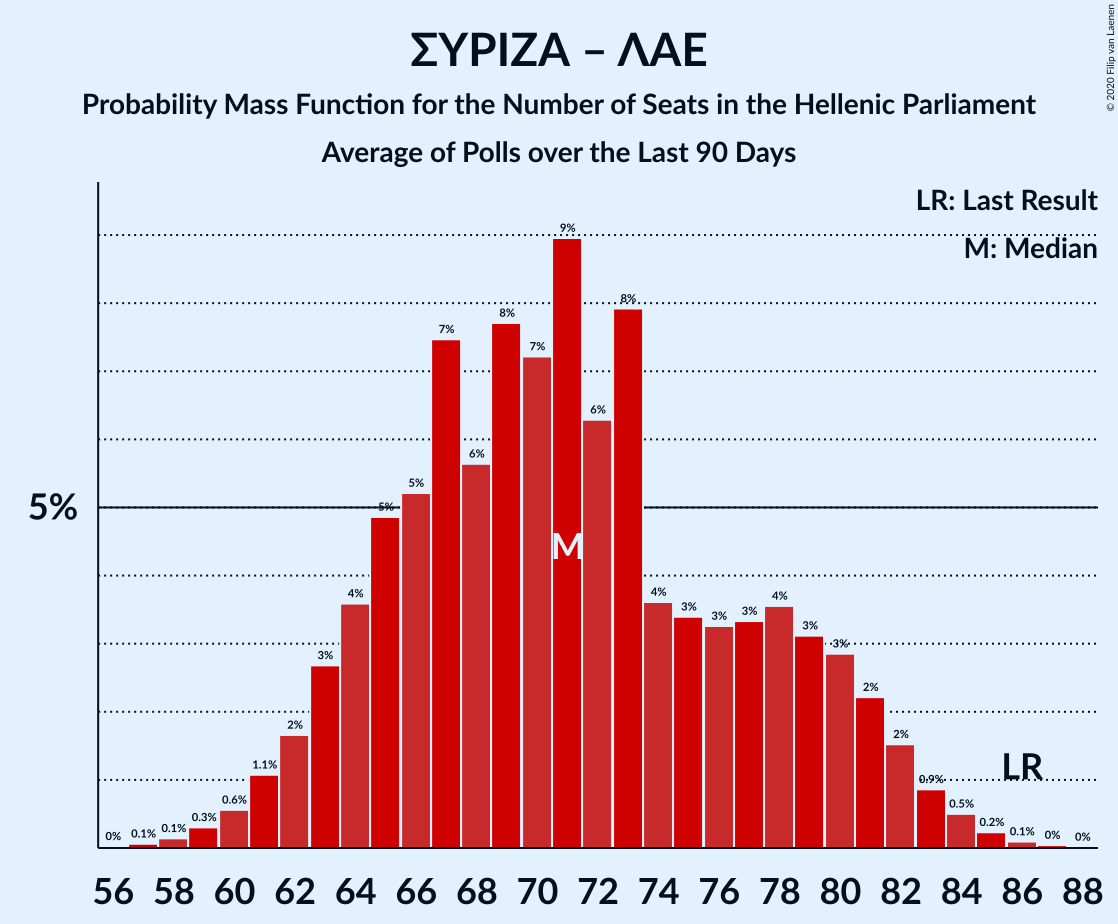 ΣΥΡΙΖΑ – ΛΑΕ
Probability Mass Function for the Number of Seats in the Hellenic Parliament
Average of Polls over the Last 90 Days
© 2020 Filip van Laenen
LR: Last Result
M: Median
5%
0% 0.1% 0.1% 0.3% 0.6% 1.1% 2% 3% 4% 5% 5% 7% 6% 8% 7% 9% 6% 8% 4% 3% 3% 3% 4% 3% 3% 2% 2% 0.9% 0.5% 0.2% 0.1% 0% 0%
M
LR
56 58 60 62 64 66 68 70 72 74 76 78 80 82 84 86 88